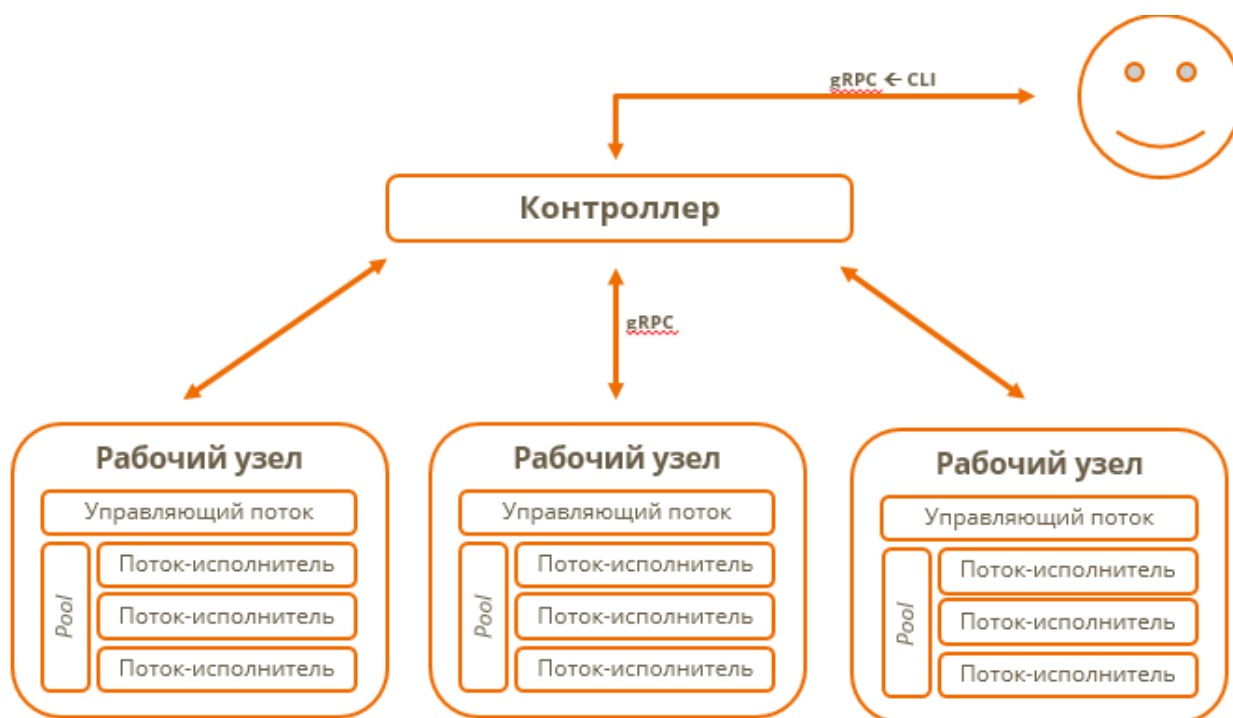 gRPC ← CLI
Контроллер
gRPC
Рабочий узел
Управляющий поток
Pool
Поток-исполнитель
Поток-исполнитель
Поток-исполнитель
Рабочий узел
Управляющий поток
Pool
Поток-исполнитель
Поток-исполнитель
Поток-исполнитель
Рабочий узел
Управляющий поток
Pool
Поток-исполнитель
Поток-исполнитель
Поток-исполнитель